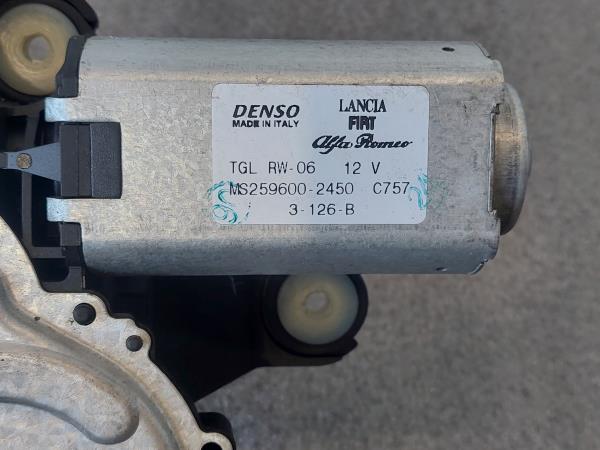 DENSO
MADE IN ITALY
LANCIA
FIAT
Alfa Romeo
TGL RW-06 12 V
MS259600-2450 C757
3-126-B